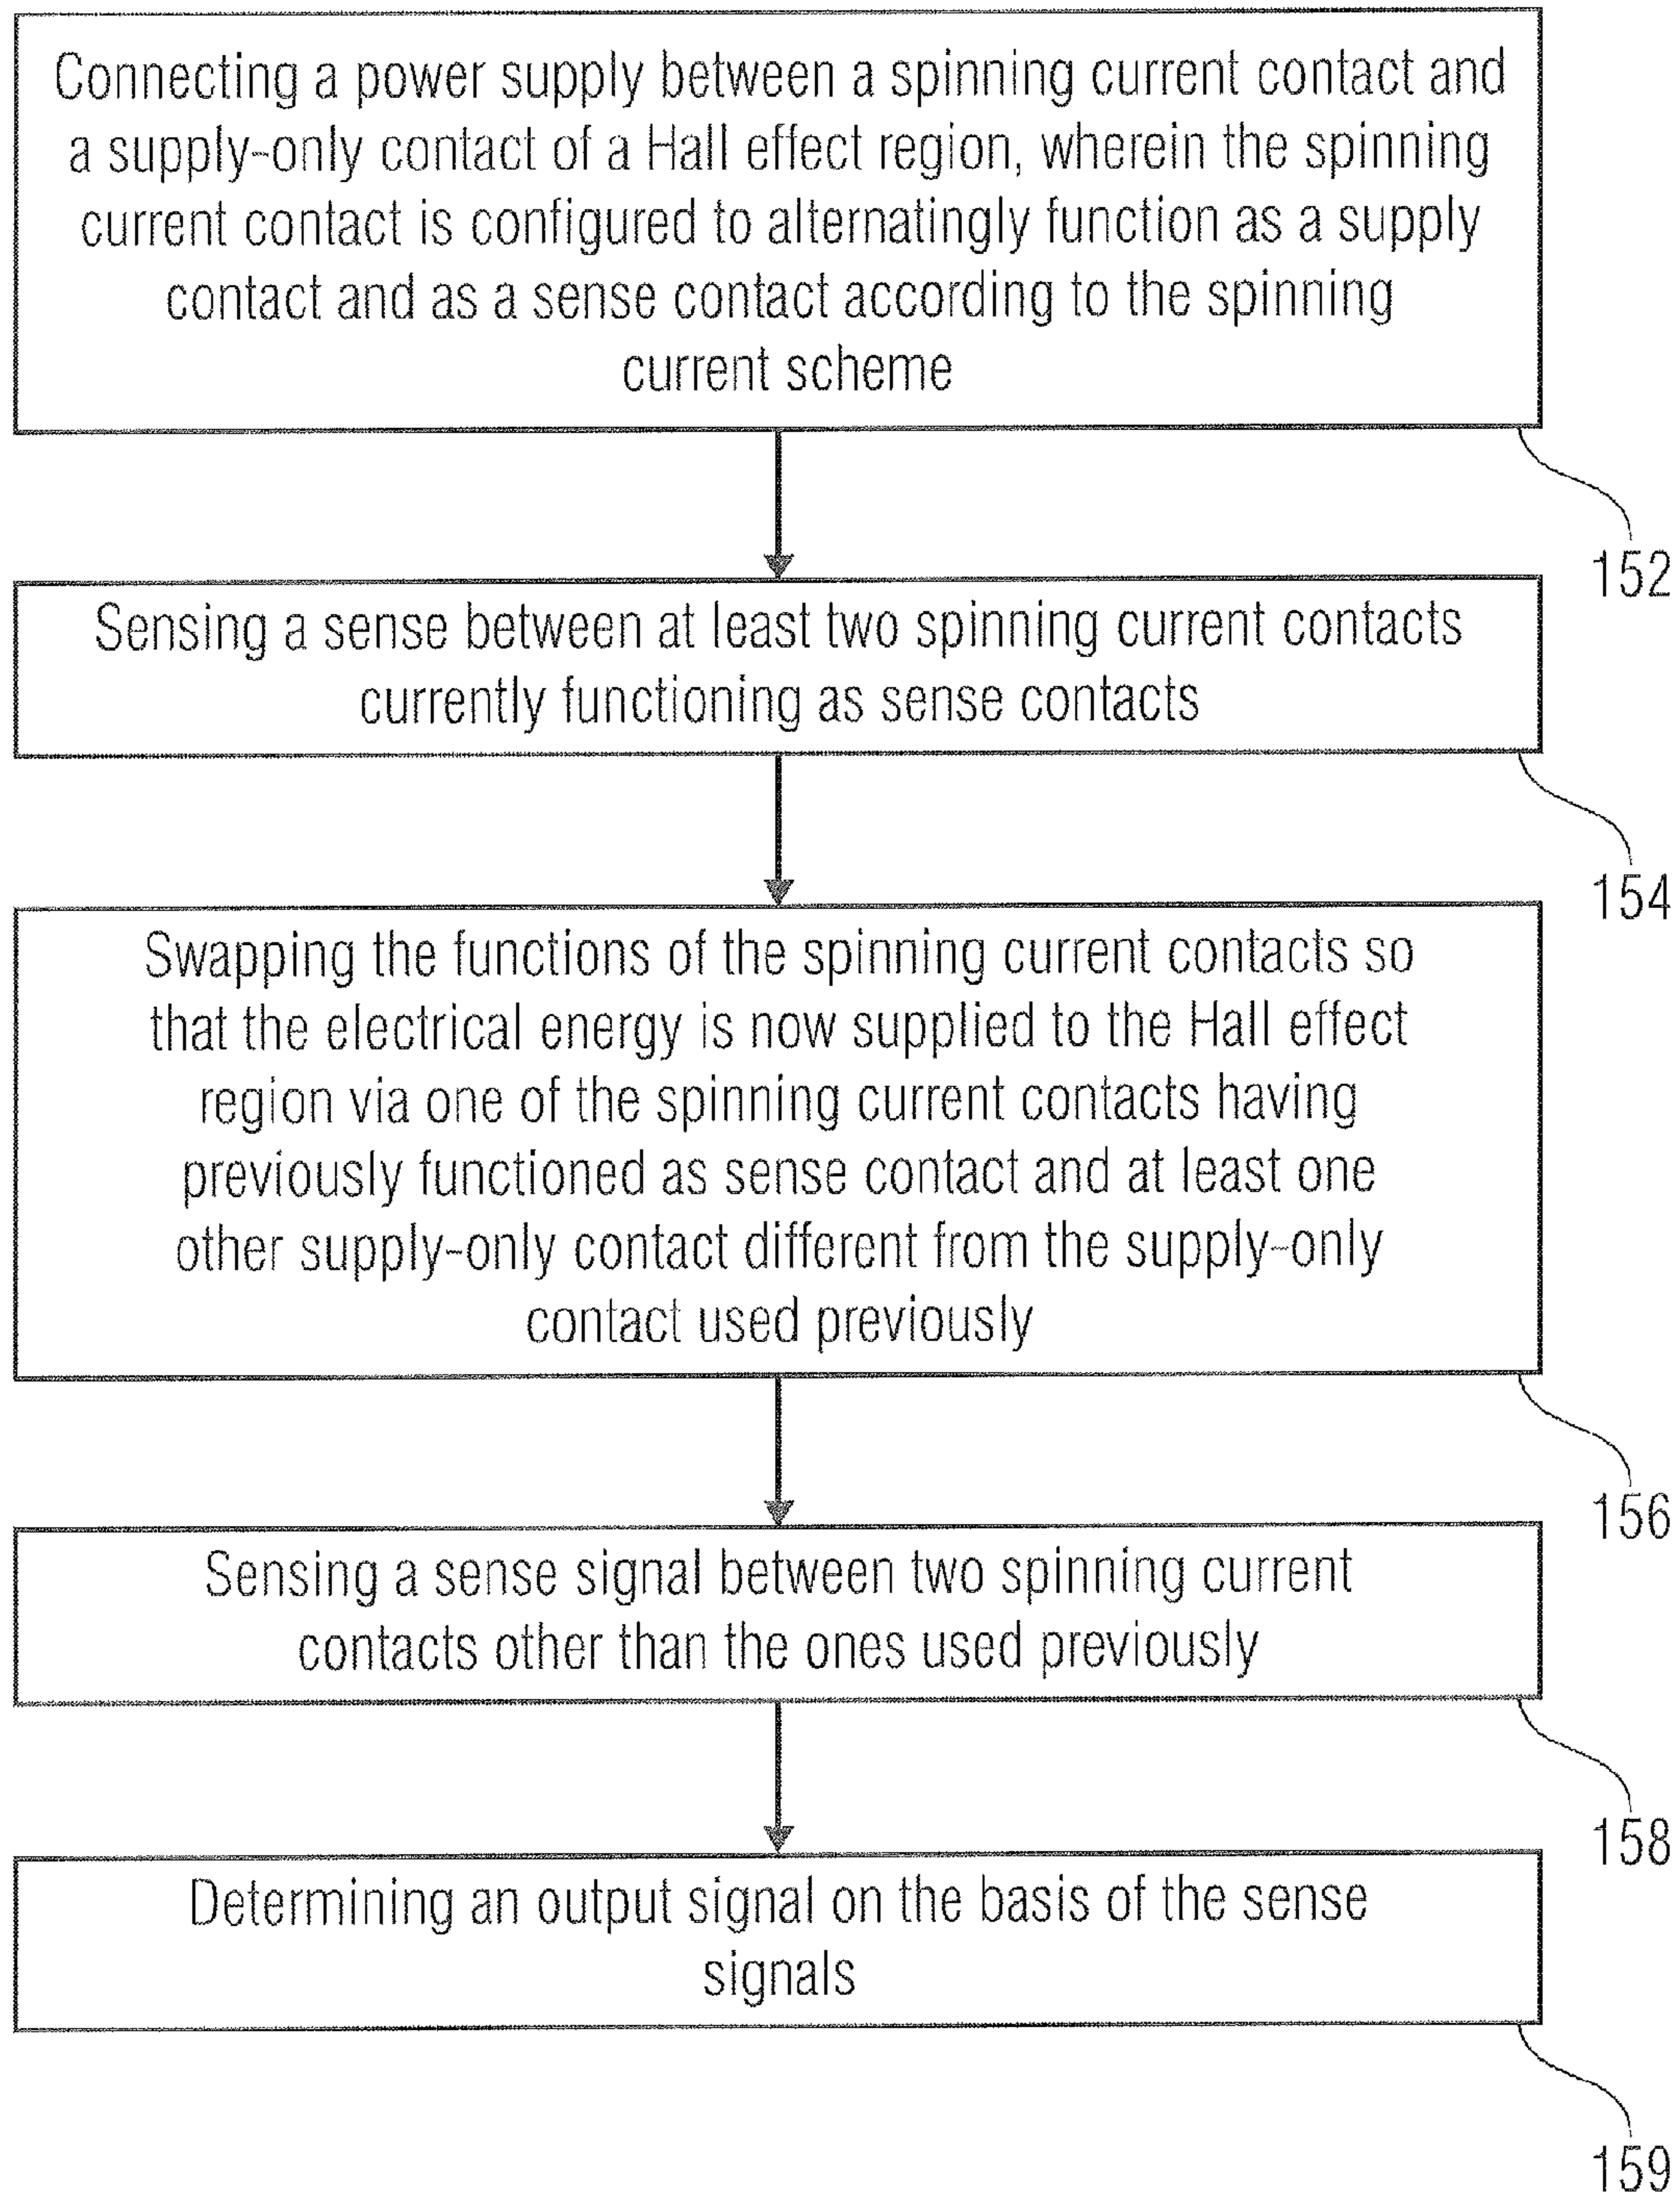 Connecting a power supply between a spinning current contact and
a supply-only contact of a Hall effect region, wherein the spinning
current contact is configured to alternatingly function as a supply
contact and as a sense contact according to the spinning
current scheme
152
Sensing a sense between at least two spinning current contacts
currently functioning as sense contacts
154
Swapping the functions of the spinning current contacts so
that the electrical energy is now supplied to the Hall effect
region via one of the spinning current contacts having
previously functioned as sense contact and at least one
other supply-only contact different from the supply-only
contact used previously
156
Sensing a sense signal between two spinning current
contacts other than the ones used previously
158
Determining an output signal on the basis of the sense
signals
159